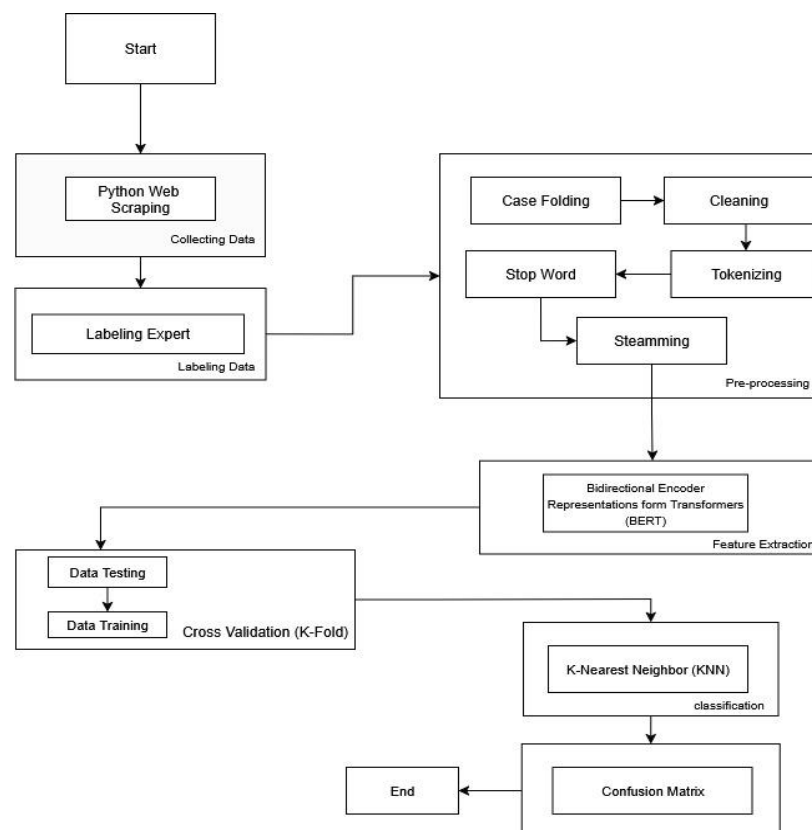 Start
Python Web
Scraping
Collecting Data
Labeling Expert
Labeling Data
Case Folding
Cleaning
Stop Word
Tokenizing
Steamming
Pre-processing
Bidirectional Encoder
Representations form Transformers
(BERT)
Feature Extraction
Data Testing
Data Training
Cross Validation (K-Fold)
K-Nearest Neighbor (KNN)
classification
End
Confusion Matrix